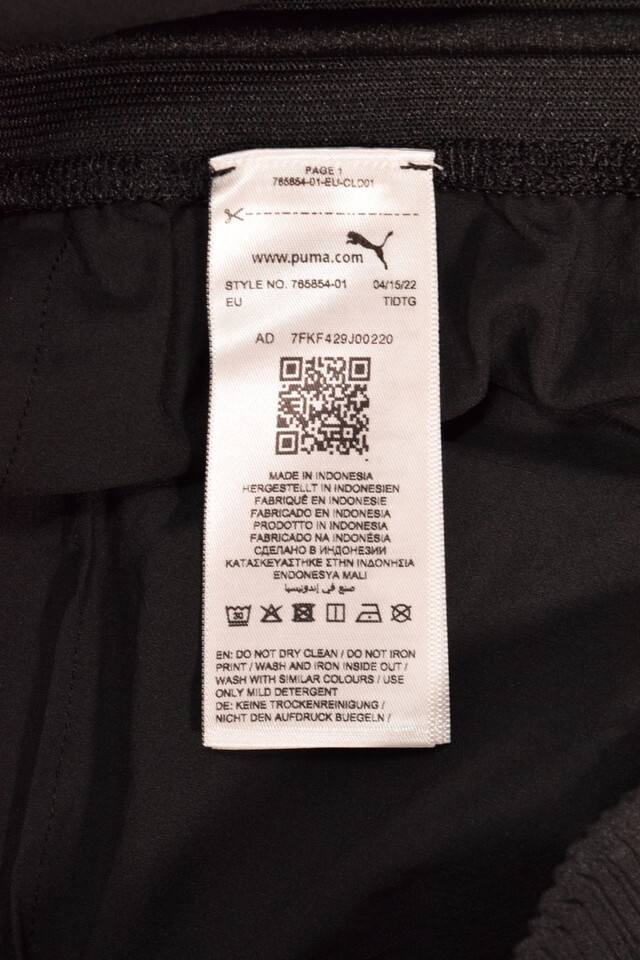 PAGE 1
765854-01-EU-CLD01
www.puma.com
STYLE NO. 765854-01 04/15/22
EU TIDTG
AD 7FKF429J00220
MADE IN INDONESIA
HERGESTELLT IN INDONESIEN
FABRIQUÉ EN INDONESIE
FABRICADO EN INDONESIA
PRODOTTO IN INDONESIA
FABRICADO NA INDONÉSIA
СДЕЛАНО В ИНДОНЕЗИИ
ΚΑΤΑΣΚΕΥΑΣΤΗΚΕ ΣΤΗΝ ΙΝΔΟΝΗΣΙΑ
ENDONESYA MALI
صنع في إندونيسيا
30
EN: DO NOT DRY CLEAN / DO NOT IRON
PRINT / WASH AND IRON INSIDE OUT /
WASH WITH SIMILAR COLOURS / USE
ONLY MILD DETERGENT
DE: KEINE TROCKENREINIGUNG /
NICHT DEN AUFDRUCK BUEGELN /